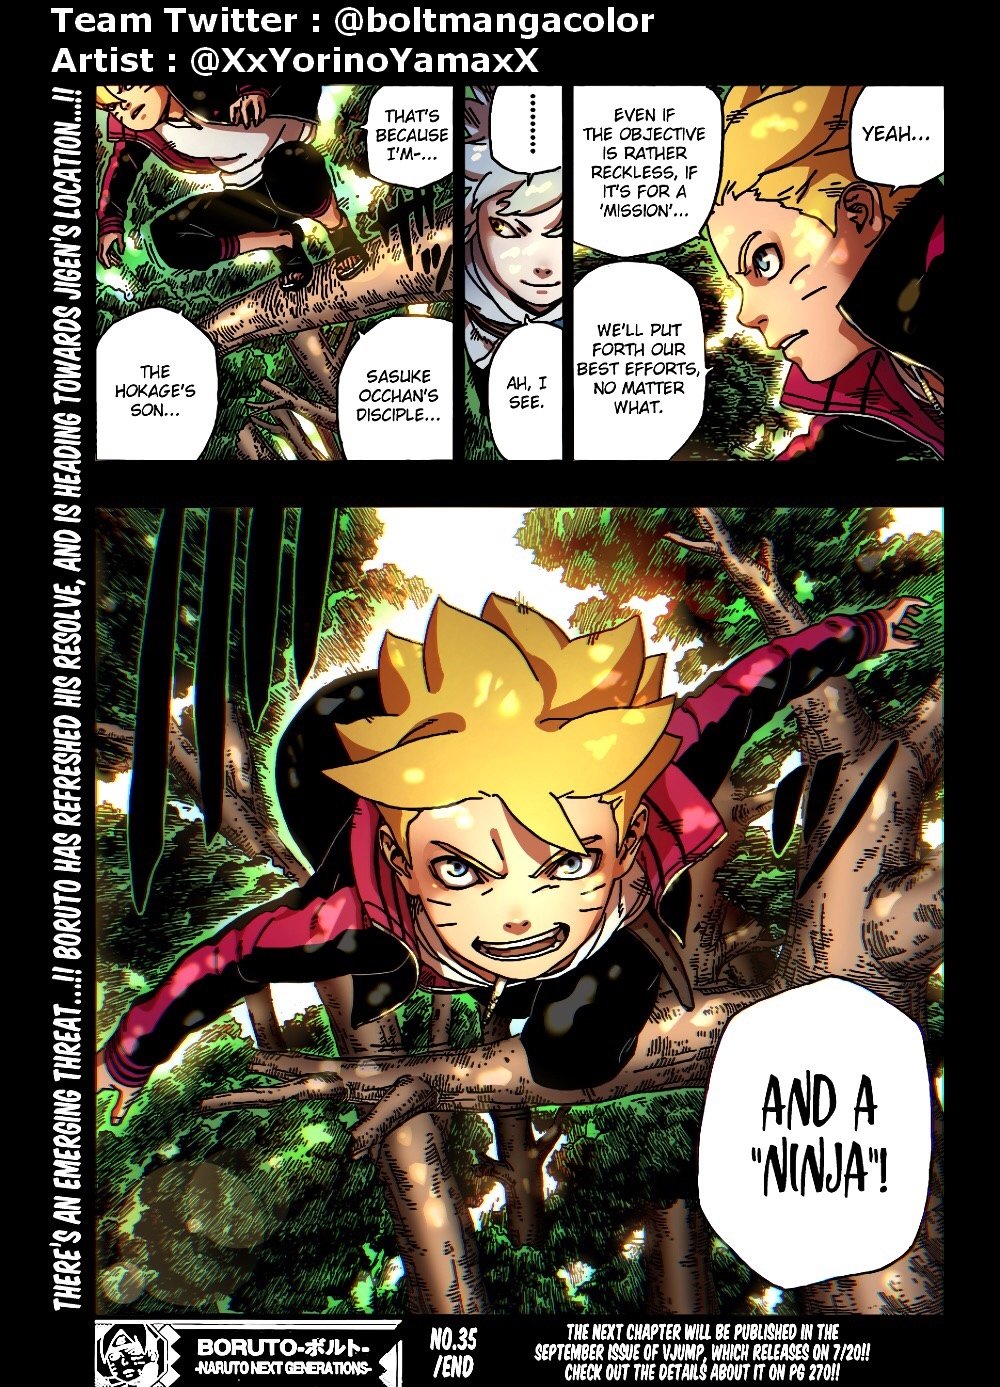 Team Twitter : @boltmangacolor
Artist : @XxYorinoYamaxX
YEAH...
EVEN IF
THE OBJECTIVE
IS RATHER
RECKLESS, IF
IT'S FOR A
'MISSION'...
WE'LL PUT
FORTH OUR
BEST EFFORTS,
NO MATTER
WHAT.
.........
AH, I
SEE.
THAT'S
BECAUSE
I'M-...
SASUKE
OCCHAN'S
DISCIPLE...
THE
HOKAGE'S
SON...
AND A
"NINJA"!
THERE'S AN EMERGING THREAT...!! BORUTO HAS REFRESHED HIS RESOLVE, AND IS HEADING TOWARDS JIGEN'S LOCATION...!!
BORUTO-ボルト-
-NARUTO NEXT GENERATIONS-
NO.35
/END
THE NEXT CHAPTER WILL BE PUBLISHED IN THE
SEPTEMBER ISSUE OF VJUMP, WHICH RELEASES ON 7/20!!
CHECK OUT THE DETAILS ABOUT IT ON PG 270!!